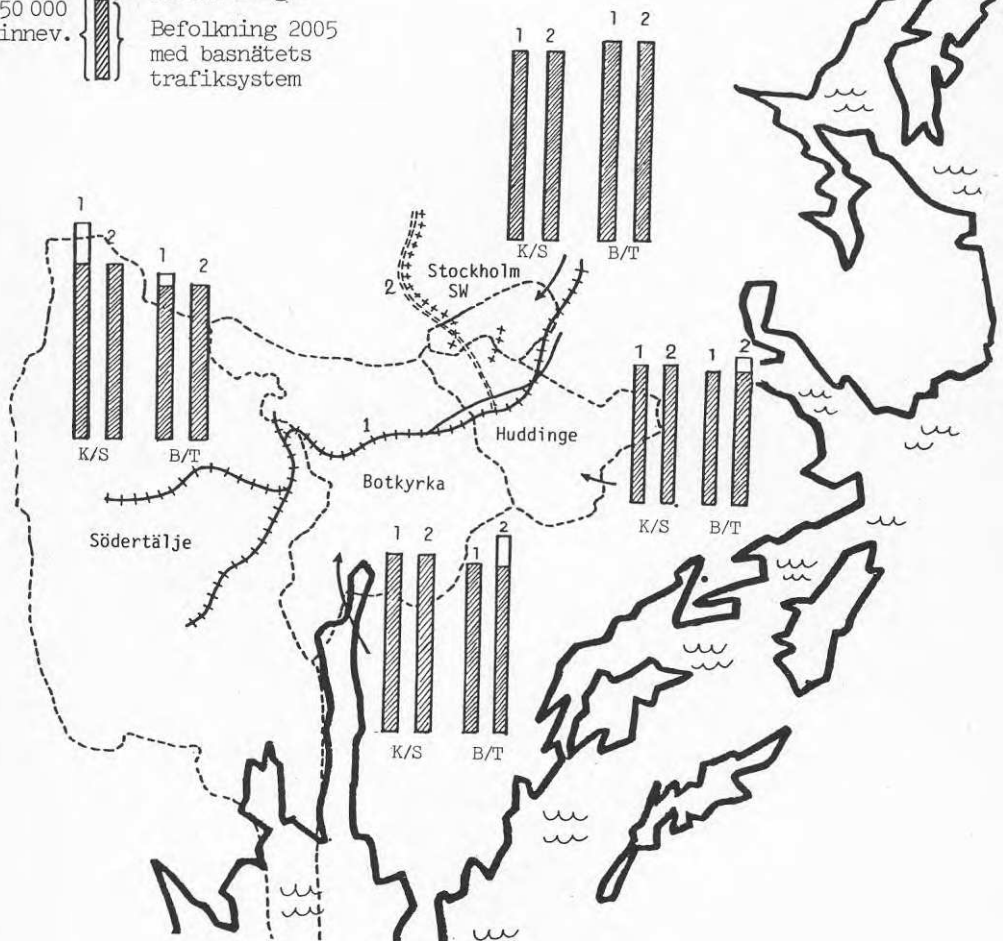 50 000
innev.
Befolkning 2005
med basnätets
trafiksystem
1 2 1 2
K/S B/T
1 2 1 2
K/S B/T
Stockholm
SW
2
1 2 1 2
K/S B/T
1
Huddinge
Botkyrka
Södertälje
1 2 1 2
K/S B/T